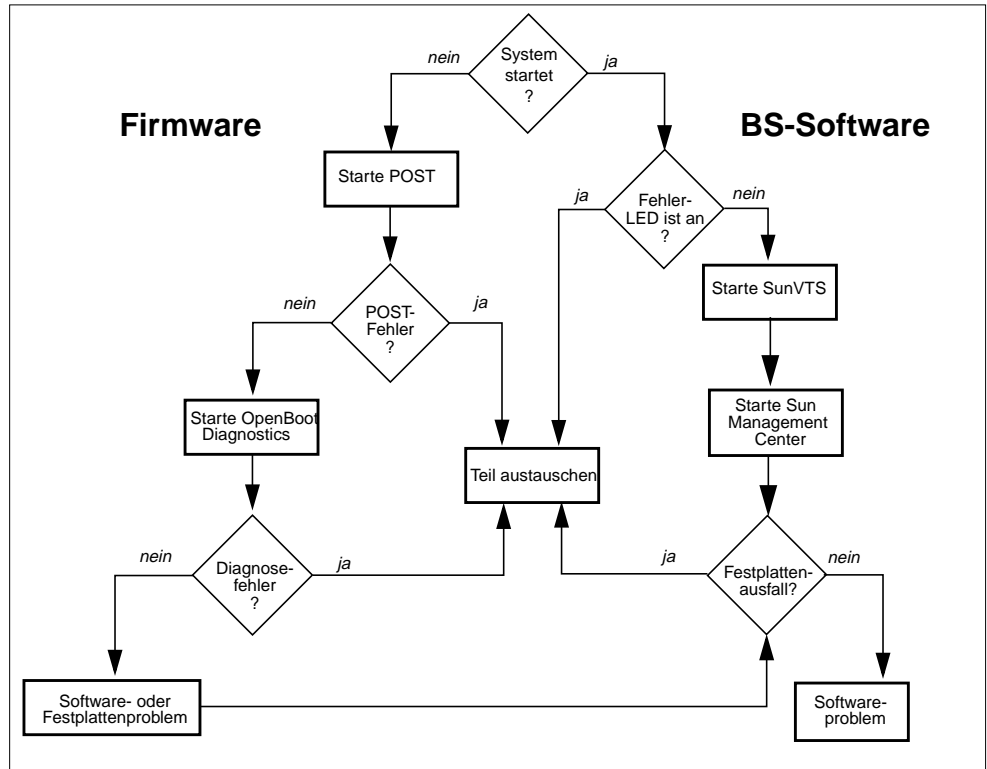 System
startet
?
nein
ja
Firmware
BS-Software
Starte POST
Fehler-
LED ist an
?
ja
nein
Starte SunVTS
POST-
Fehler
?
nein
ja
Starte OpenBoot
Diagnostics
Starte Sun
Management
Center
Teil austauschen
Diagnose-
fehler
?
nein
ja
Festplatten-
ausfall?
ja
nein
Software- oder
Festplattenproblem
Software-
problem